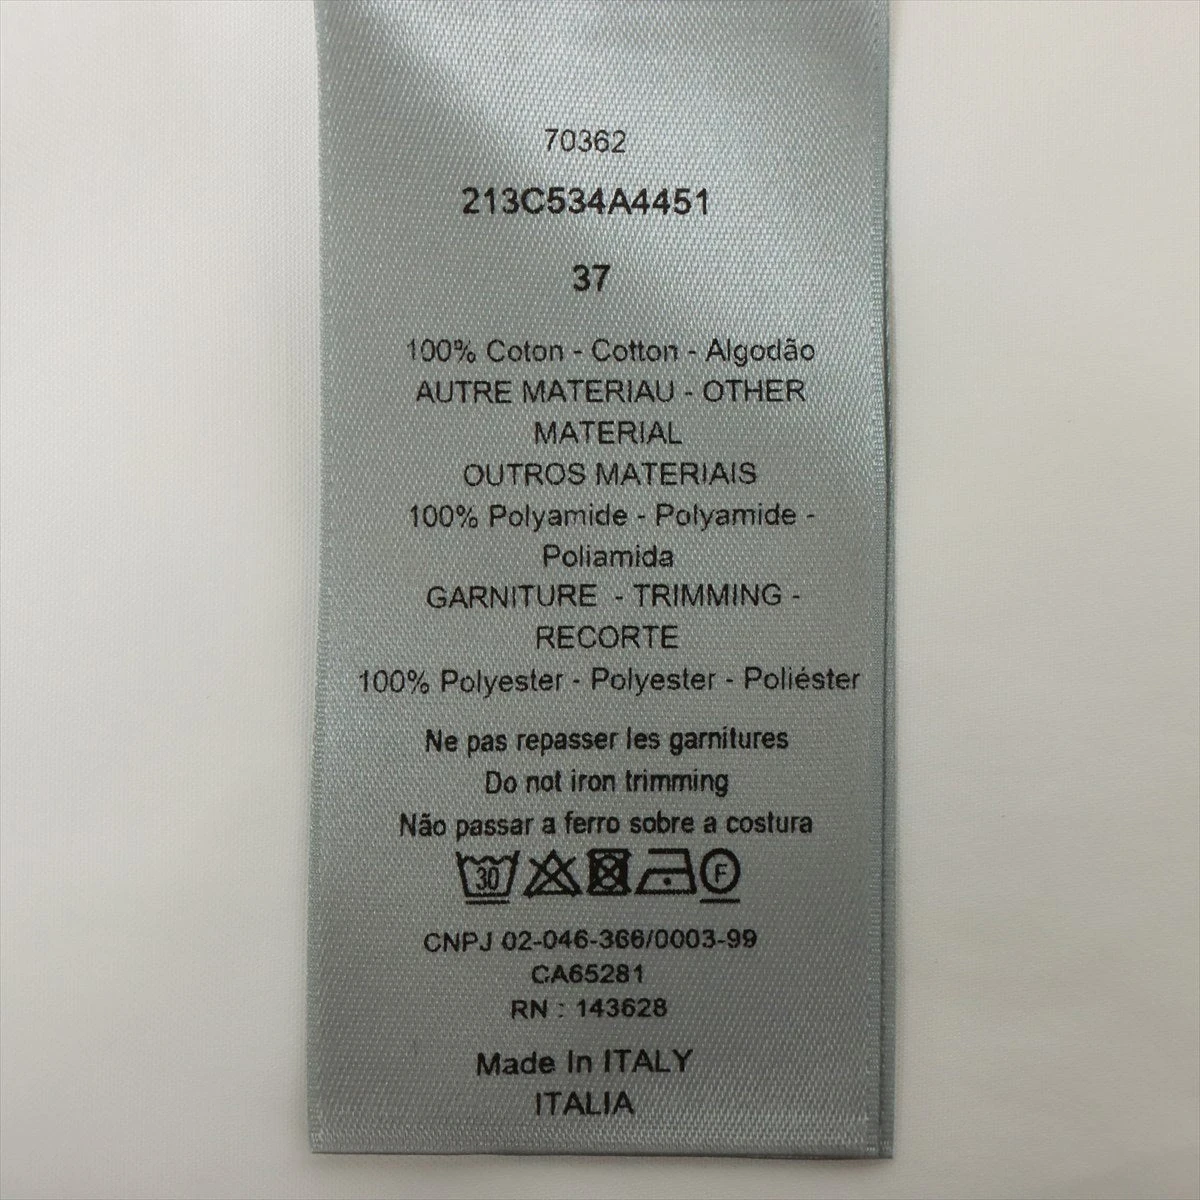 70362
213C534A4451
37
100% Coton - Cotton - Algodão
AUTRE MATERIAU - OTHER
MATERIAL
OUTROS MATERIAIS
100% Polyamide - Polyamide -
Poliamida
GARNITURE - TRIMMING -
RECORTE
100% Polyester - Polyester - Poliéster
Ne pas repasser les garnitures
Do not iron trimming
Não passar a ferro sobre a costura
30 F
CNPJ 02-046-366/0003-99
CA65281
RN : 143628
Made In ITALY
ITALIA